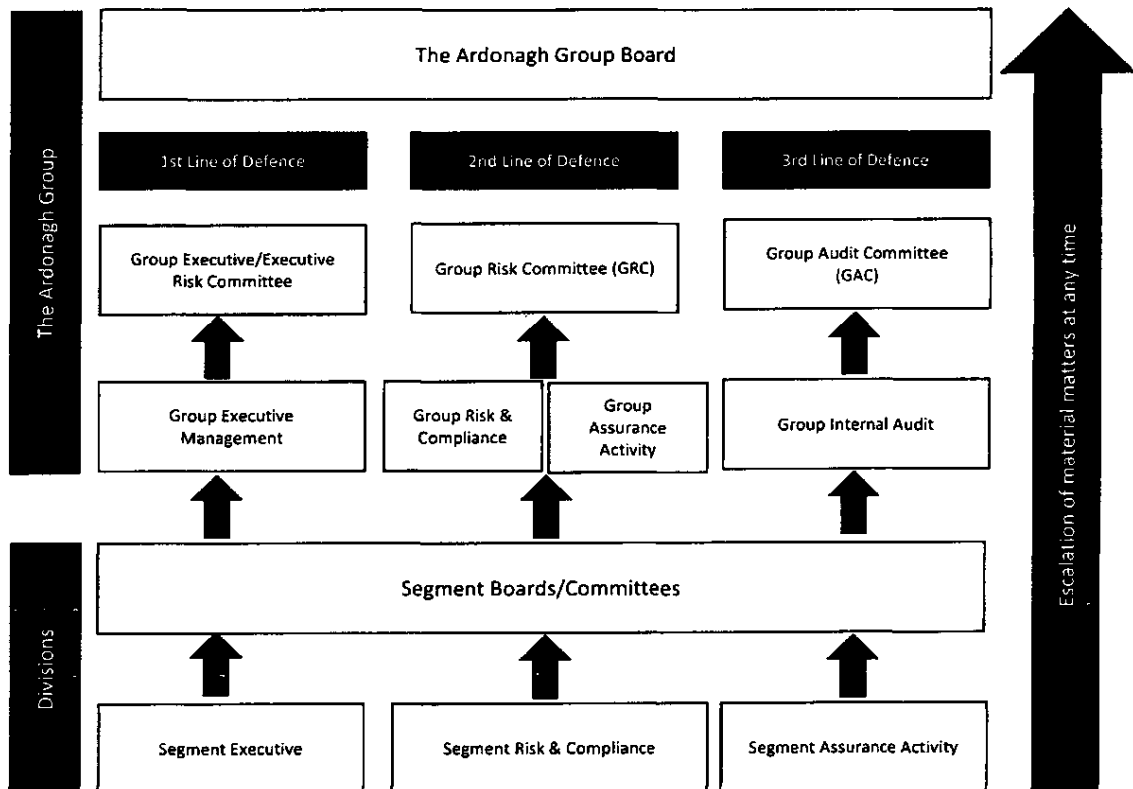 The Ardonagh Group Board
The Ardonagh Group
1st Line of Defence
2nd Line of Defence
3rd Line of Defence
Group Executive/Executive
Risk Committee
Group Risk Committee (GRC)
Group Audit Committee
(GAC)
Group Executive
Management
Group Risk &
Compliance
Group
Assurance
Activity
Group Internal Audit
Segment Boards/Committees
Divisions
Segment Executive
Segment Risk & Compliance
Segment Assurance Activity
Escalation of material matters at any time